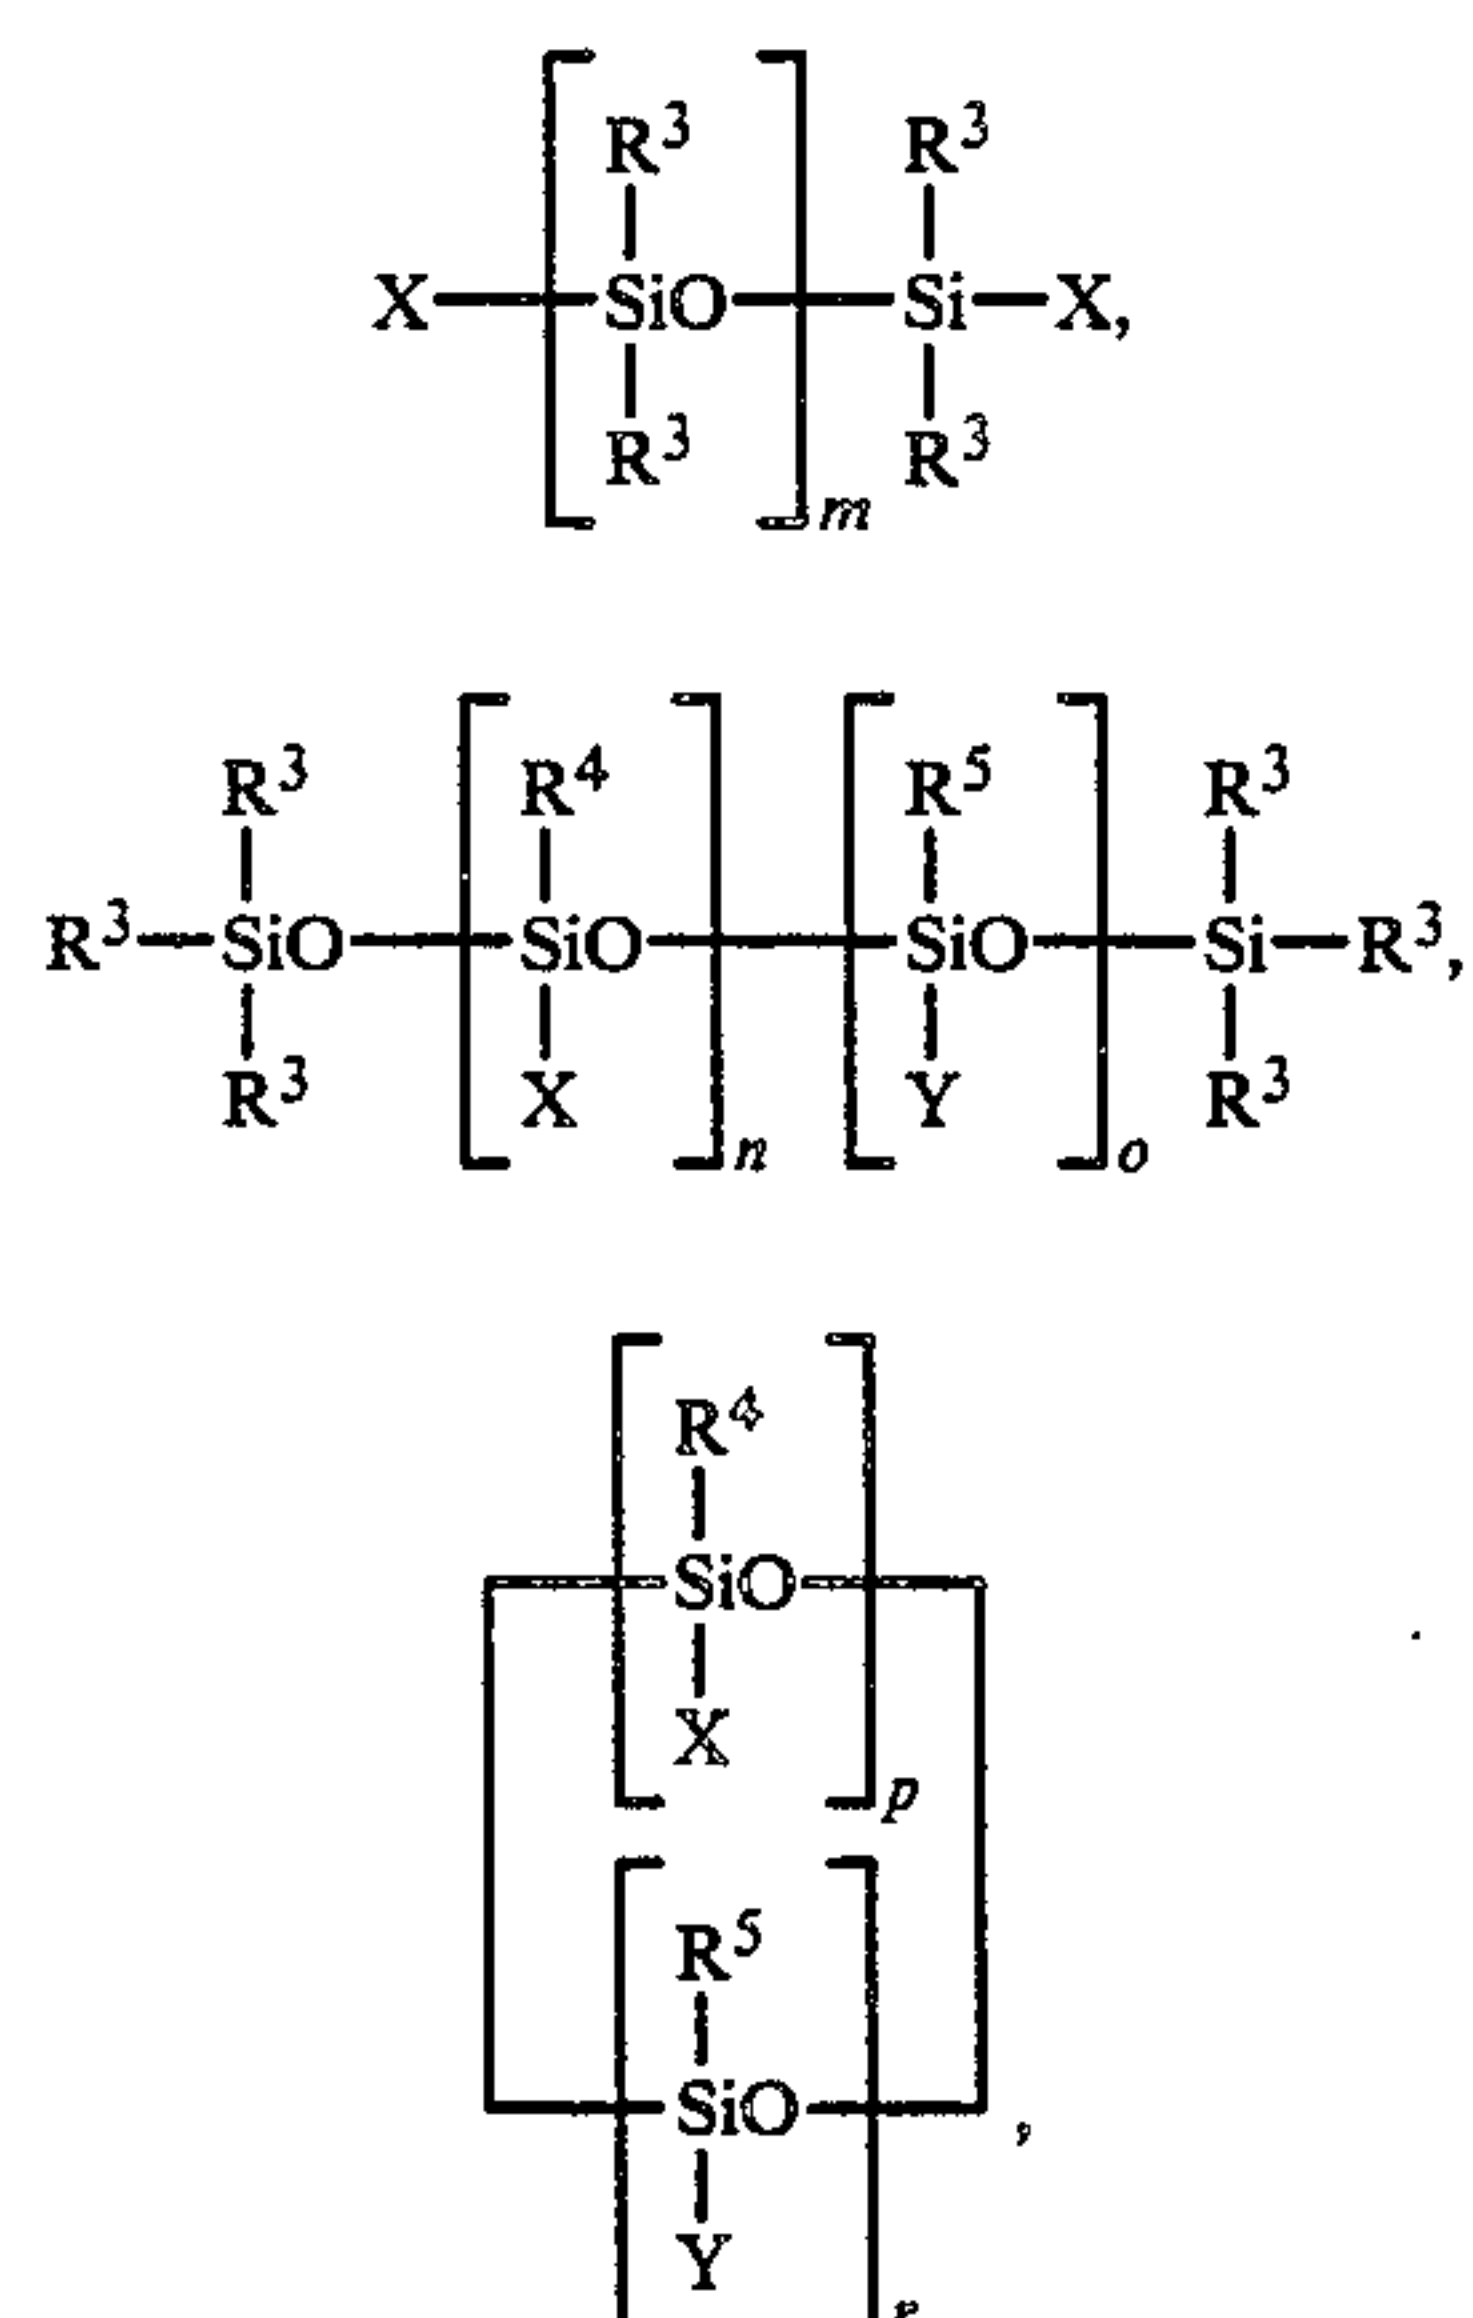 R³ R³
X—SiO—Si—X,
R³ R³
m
R³ R⁴ R⁵ R³
R³—SiO—SiO—SiO—Si—R³,
R³ X Y R³
n o
R⁴
SiO
X
p
R⁵
SiO
,
Y